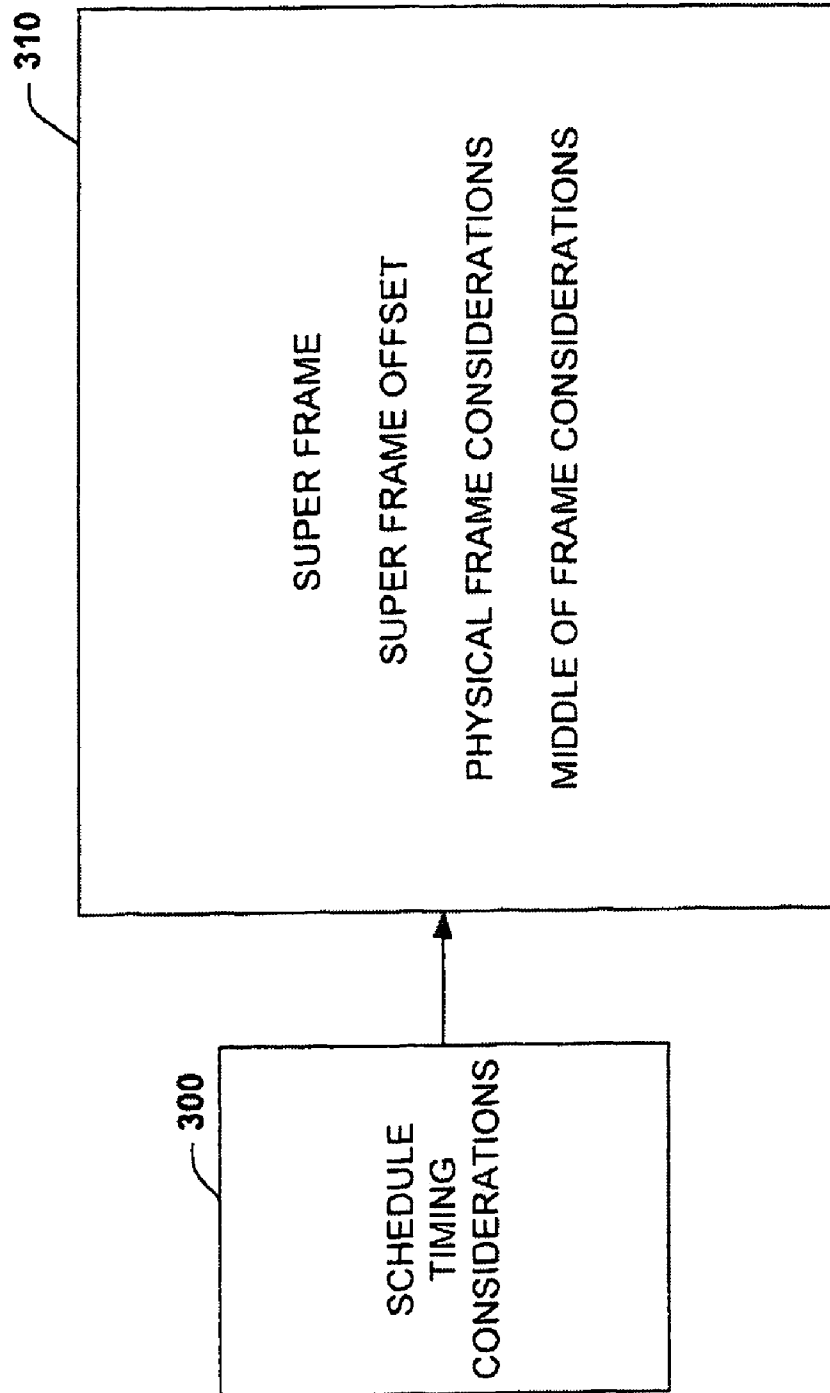 300
SCHEDULE
TIMING
CONSIDERATIONS
310
SUPER FRAME
SUPER FRAME OFFSET
PHYSICAL FRAME CONSIDERATIONS
MIDDLE OF FRAME CONSIDERATIONS